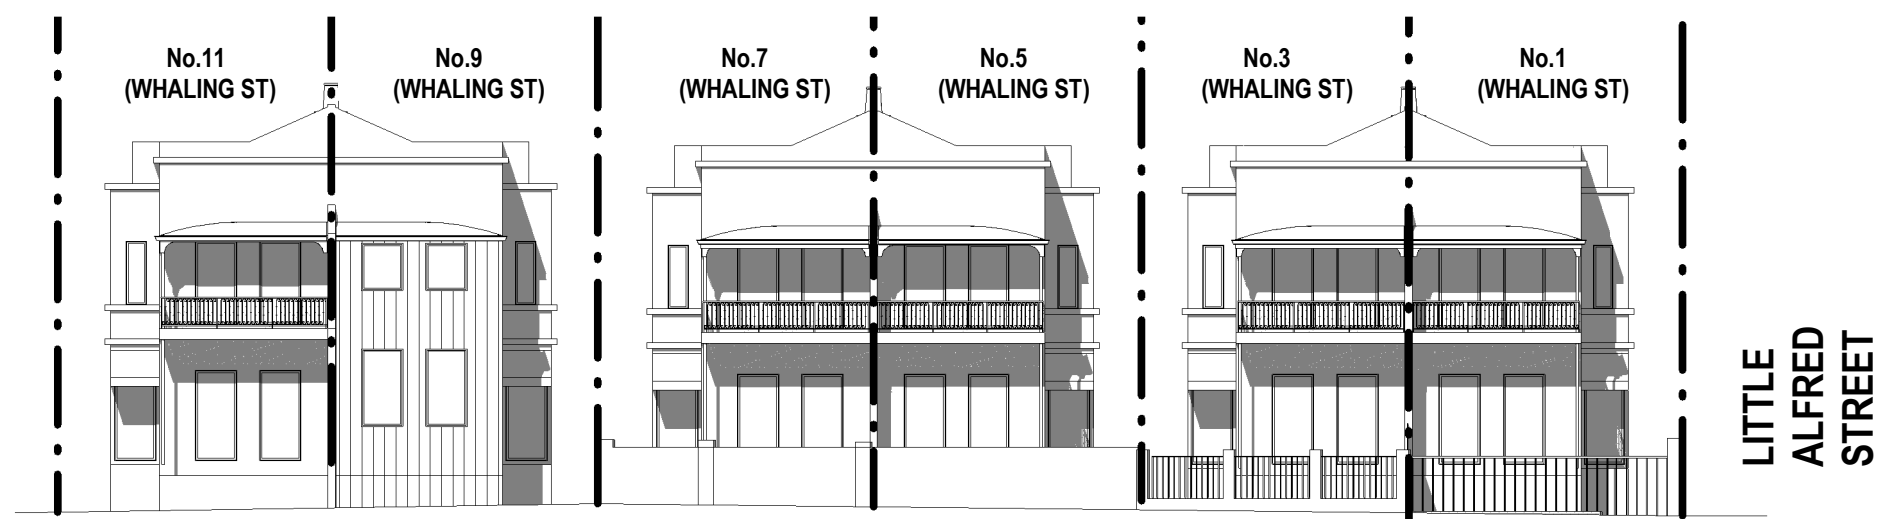 No.11
(WHALING ST)
No.9
(WHALING ST)
No.7
(WHALING ST)
No.5
(WHALING ST)
No.3
(WHALING ST)
No.1
(WHALING ST)
LITTLE
ALFRED
STREET